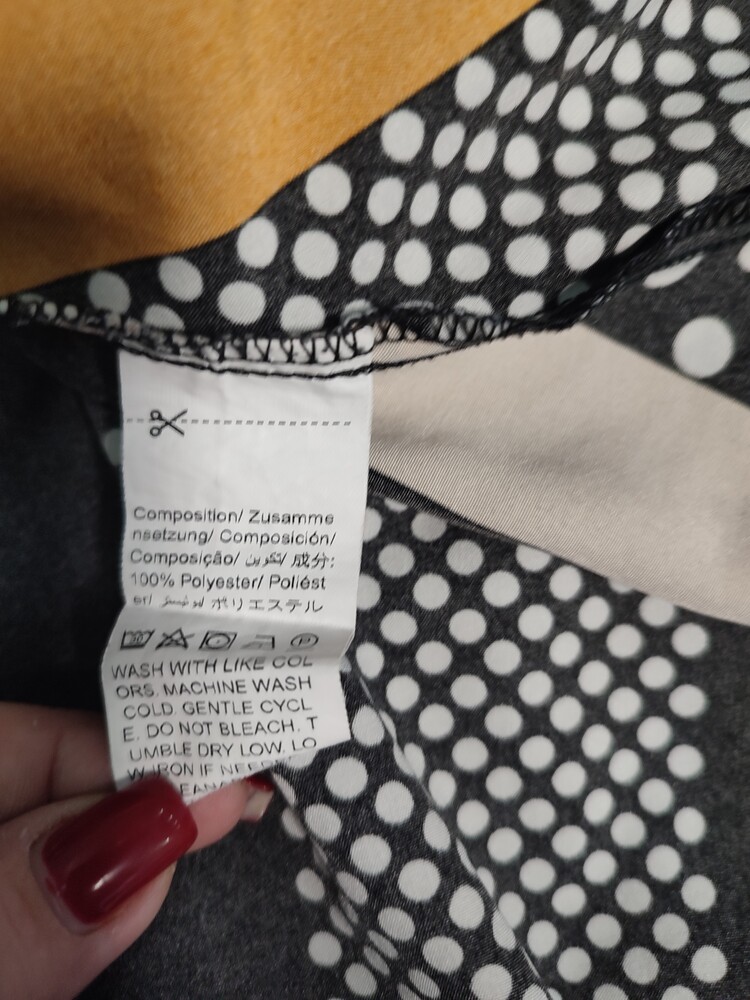 Composition/ Zusamme
nsetzung/ Composición/
Composição/ تكوين/ 成分:
100% Polyester/ Poliést
er/ ポリエステル
30 P
WASH WITH LIKE COL
ORS. MACHINE WASH
COLD. GENTLE CYCL
E. DO NOT BLEACH. T
UMBLE DRY LOW. LO
W IRON IF